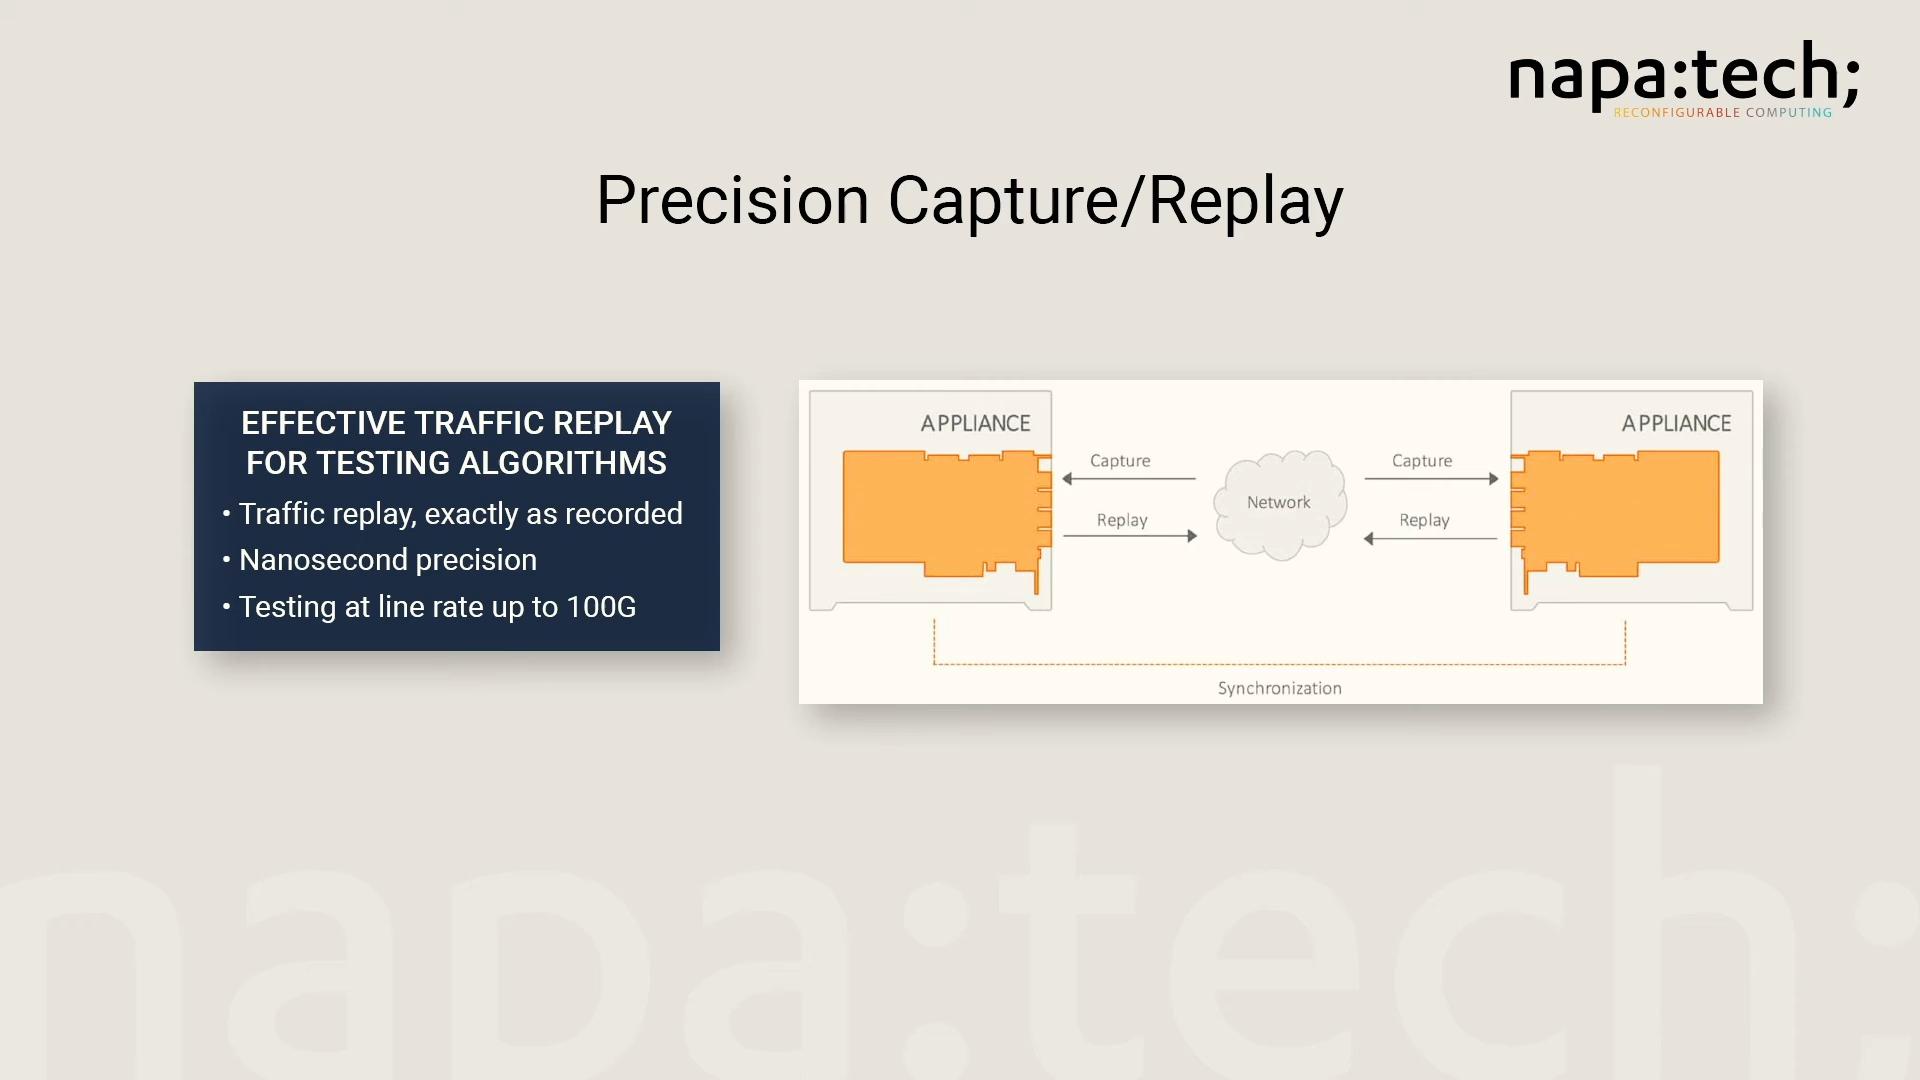 napa:tech;
RECONFIGURABLE COMPUTING
Precision Capture/Replay
EFFECTIVE TRAFFIC REPLAY
FOR TESTING ALGORITHMS
• Traffic replay, exactly as recorded
• Nanosecond precision
• Testing at line rate up to 100G
APPLIANCE
Capture
Replay
Network
Capture
Replay
APPLIANCE
Synchronization
napa:tech;